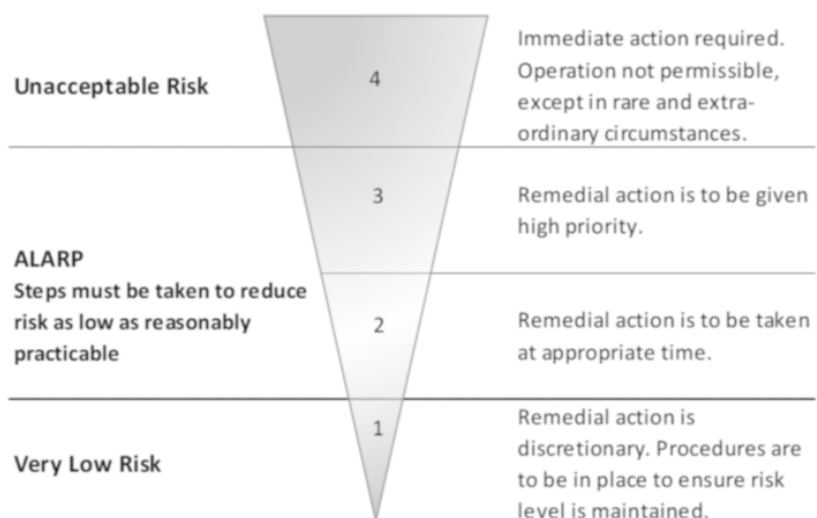 Unacceptable Risk
4
Immediate action required.
Operation not permissible,
except in rare and extra-
ordinary circumstances.
3
Remedial action is to be given
high priority.
ALARP
Steps must be taken to reduce
risk as low as reasonably
practicable
2
Remedial action is to be taken
at appropriate time.
Very Low Risk
1
Remedial action is
discretionary. Procedures are
to be in place to ensure risk
level is maintained.